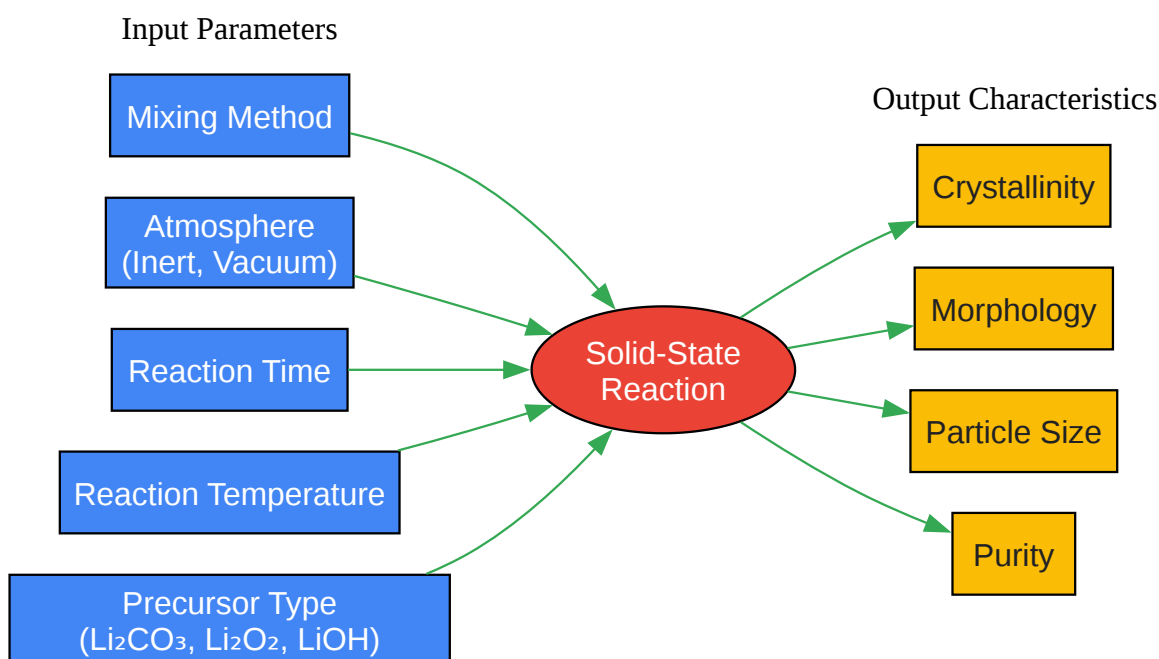 Input Parameters
Mixing Method
Atmosphere
(Inert, Vacuum)
Reaction Time
Reaction Temperature
Precursor Type
(Li₂CO₃, Li₂O₂, LiOH)
Solid-State
Reaction
Output Characteristics
Crystallinity
Morphology
Particle Size
Purity